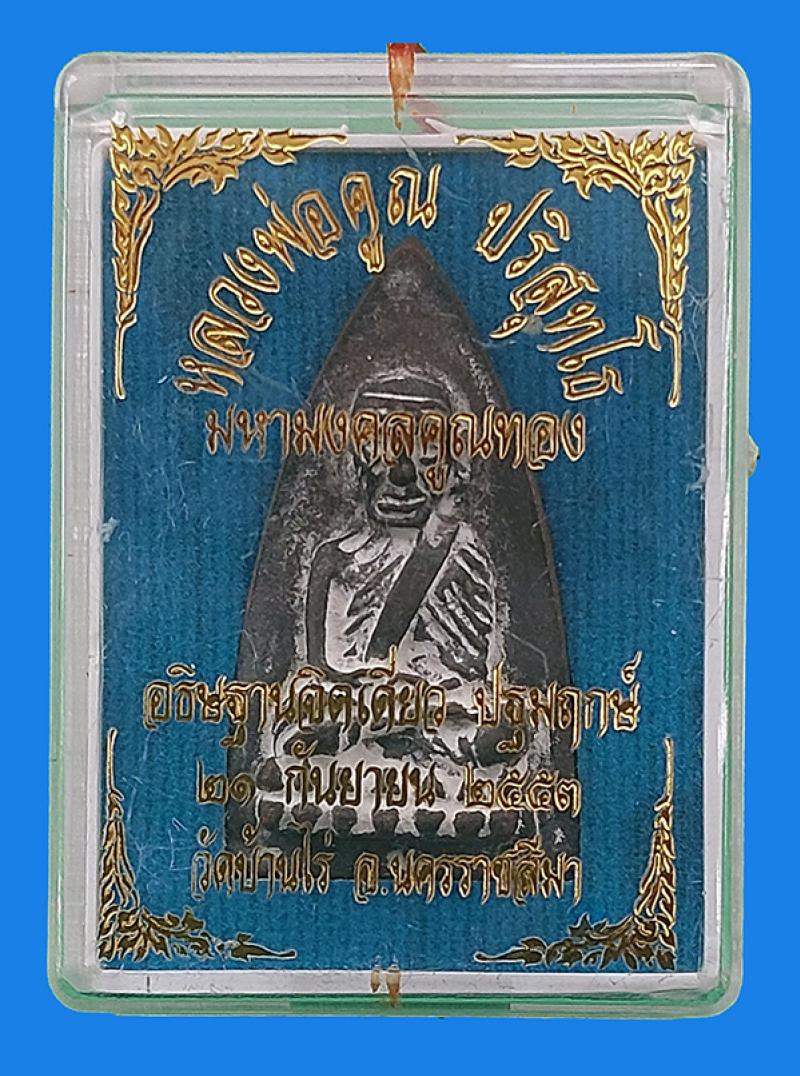 หลวงพ่อคูณ ปริสุทโธ
มหามงคลคูณทอง
อธิษฐานจิตเดี่ยว ปฐมฤกษ์
๒๑ กันยายน ๒๕๕๓
วัดบ้านไร่ จ.นครราชสีมา